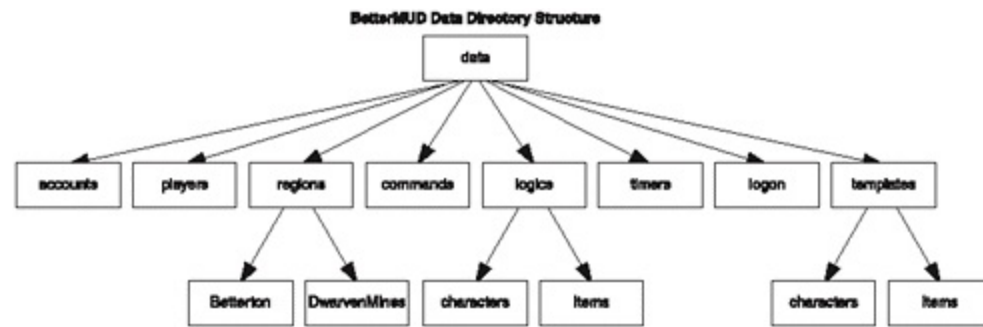 BetterMUD Data Directory Structure
data
accounts players regions commands logics timers logon templates
Betterton DwarvenMines characters items characters items